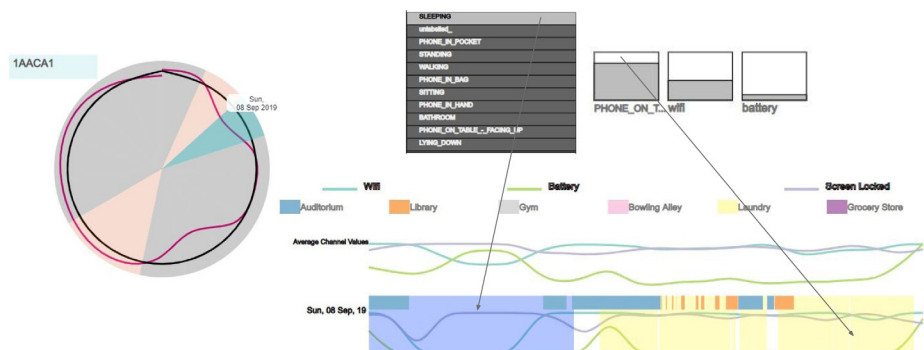 1AACA1
Sun,
08 Sep 2019
SLEEPING
unlabelled_
PHONE_IN_POCKET
STANDING
WALKING
PHONE_IN_BAG
SITTING
PHONE_IN_HAND
BATHROOM
PHONE_ON_TABLE_-_FACING_UP
LYING_DOWN
PHONE_ON_T... wifi battery
Wifi Battery Screen Locked
Auditorium Library Gym Bowling Alley Laundry Grocery Store
Average Channel Values
Sun, 08 Sep, 19